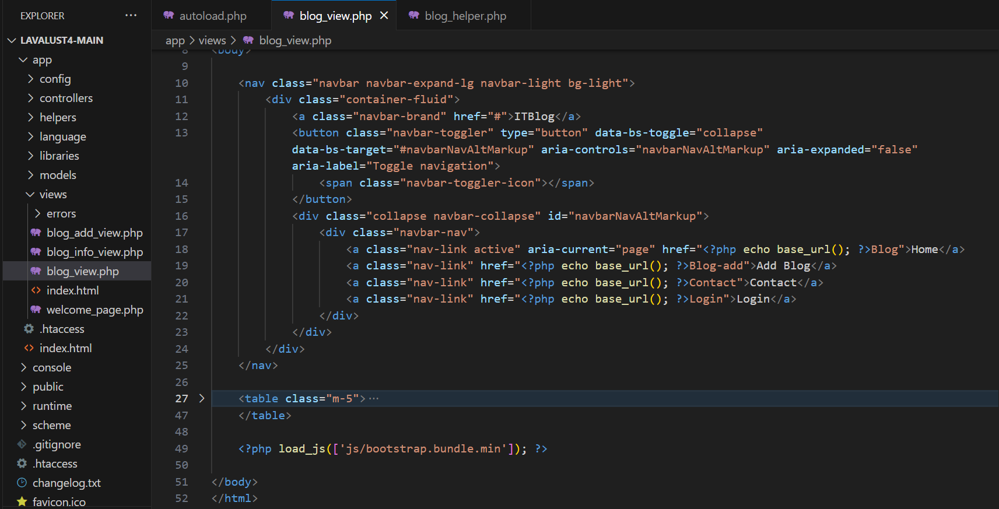 EXPLORER ...
LAVALUST4-MAIN
app
config
controllers
helpers
language
libraries
models
views
errors
blog_add_view.php
blog_info_view.php
blog_view.php
index.html
welcome_page.php
.htaccess
index.html
console
public
runtime
scheme
.gitignore
.htaccess
changelog.txt
favicon.ico
autoload.php
blog_view.php
blog_helper.php
app > views > blog_view.php
8 <body>
9
10 <nav class="navbar navbar-expand-lg navbar-light bg-light">
11 <div class="container-fluid">
12 <a class="navbar-brand" href="#">ITBlog</a>
13 <button class="navbar-toggler" type="button" data-bs-toggle="collapse"
data-bs-target="#navbarNavAltMarkup" aria-controls="navbarNavAltMarkup" aria-expanded="false"
aria-label="Toggle navigation">
14 <span class="navbar-toggler-icon"></span>
15 </button>
16 <div class="collapse navbar-collapse" id="navbarNavAltMarkup">
17 <div class="navbar-nav">
18 <a class="nav-link active" aria-current="page" href="<?php echo base_url(); ?>Blog">Home</a>
19 <a class="nav-link" href="<?php echo base_url(); ?>Blog-add">Add Blog</a>
20 <a class="nav-link" href="<?php echo base_url(); ?>Contact">Contact</a>
21 <a class="nav-link" href="<?php echo base_url(); ?>Login">Login</a>
22 </div>
23 </div>
24 </div>
25 </nav>
26
27 <table class="m-5">...
47 </table>
48
49 <?php load_js(['js/bootstrap.bundle.min']); ?>
50
51 </body>
52 </html>